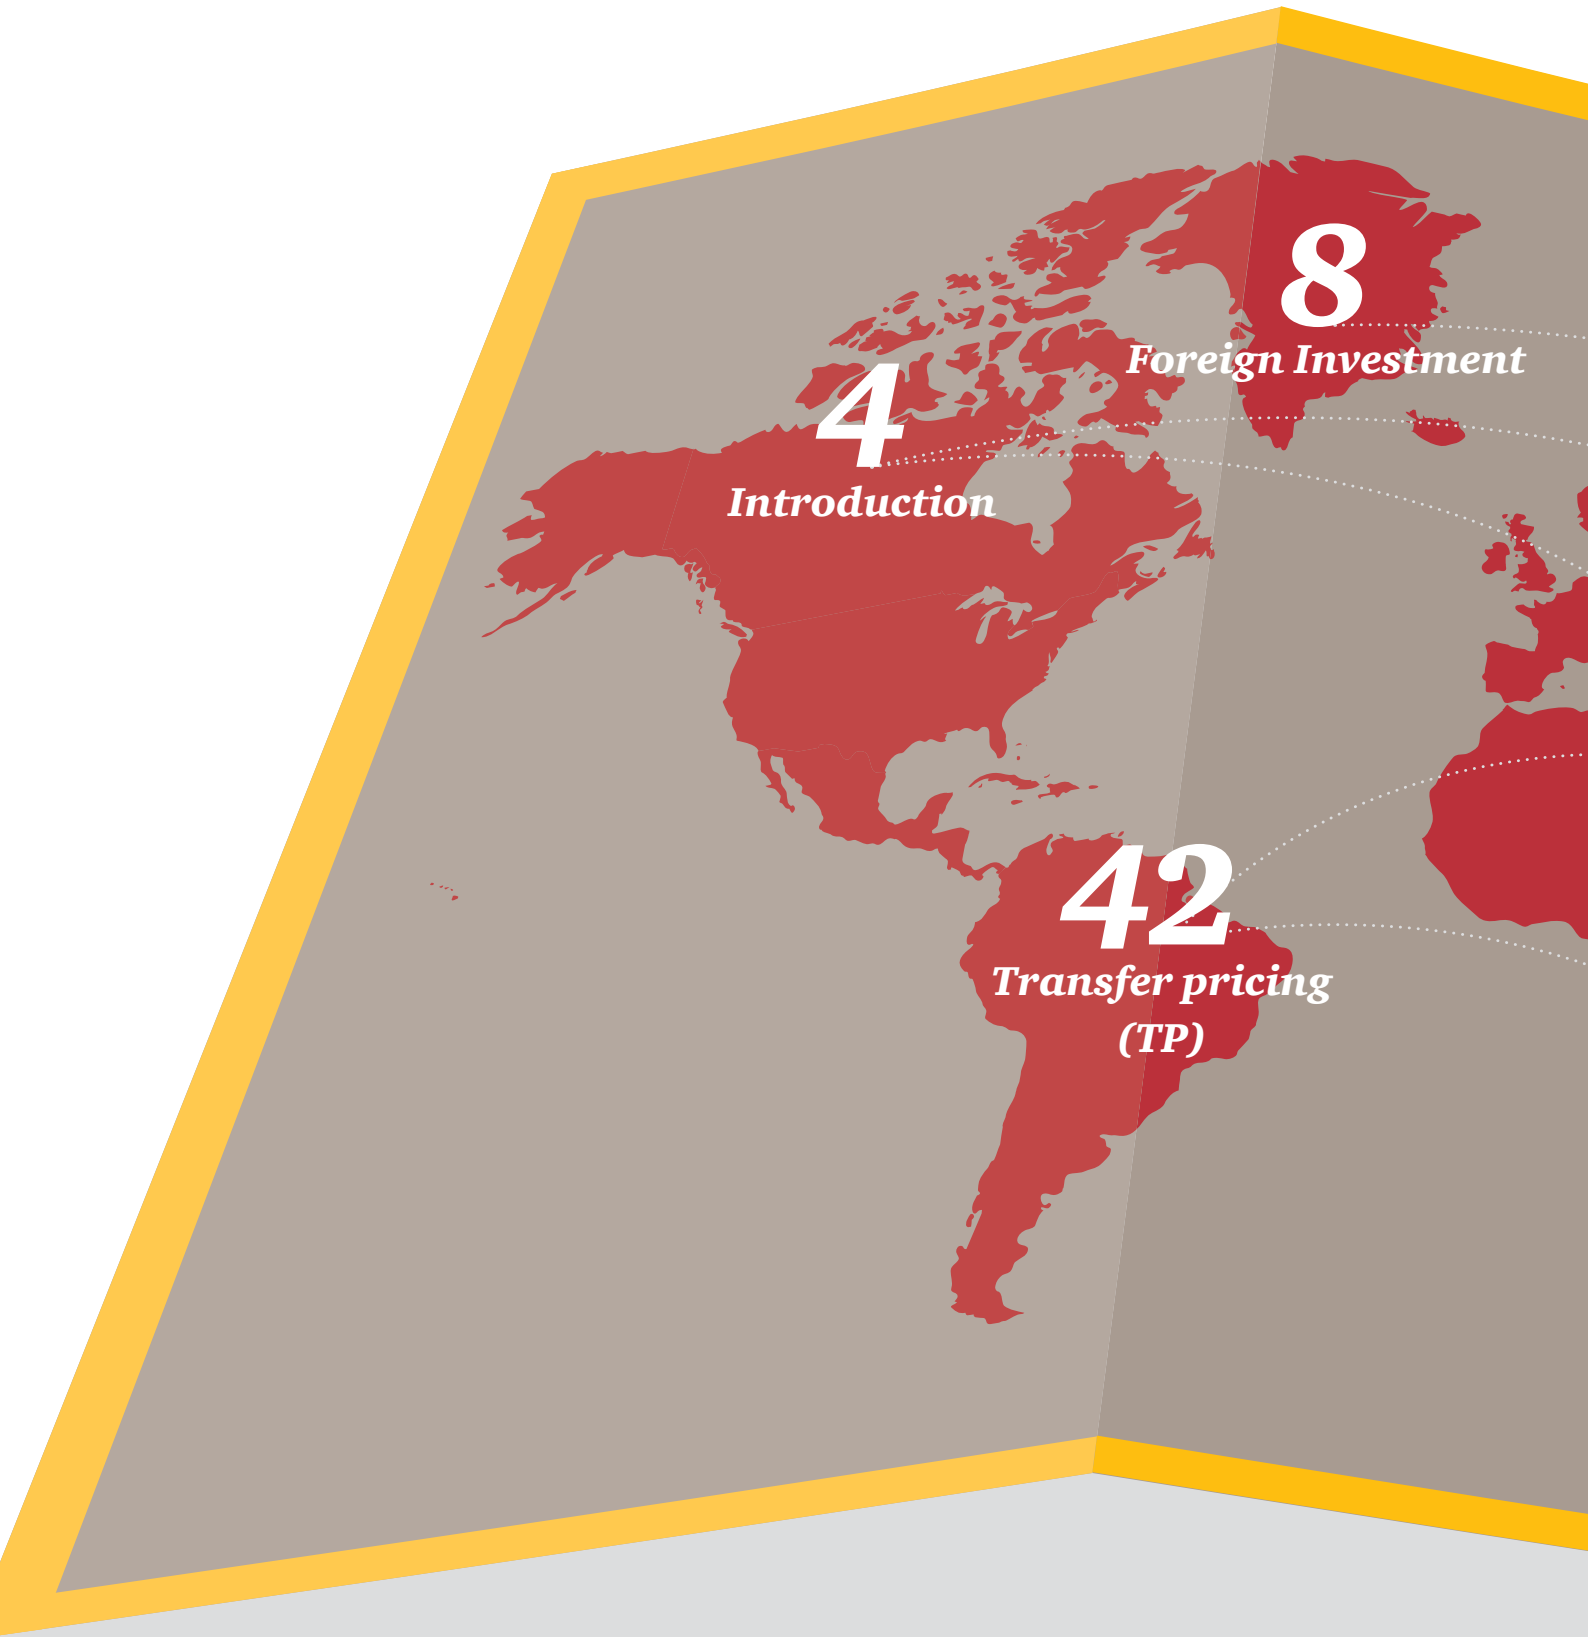 4
Introduction
8
Foreign Investment
42
Transfer pricing
(TP)